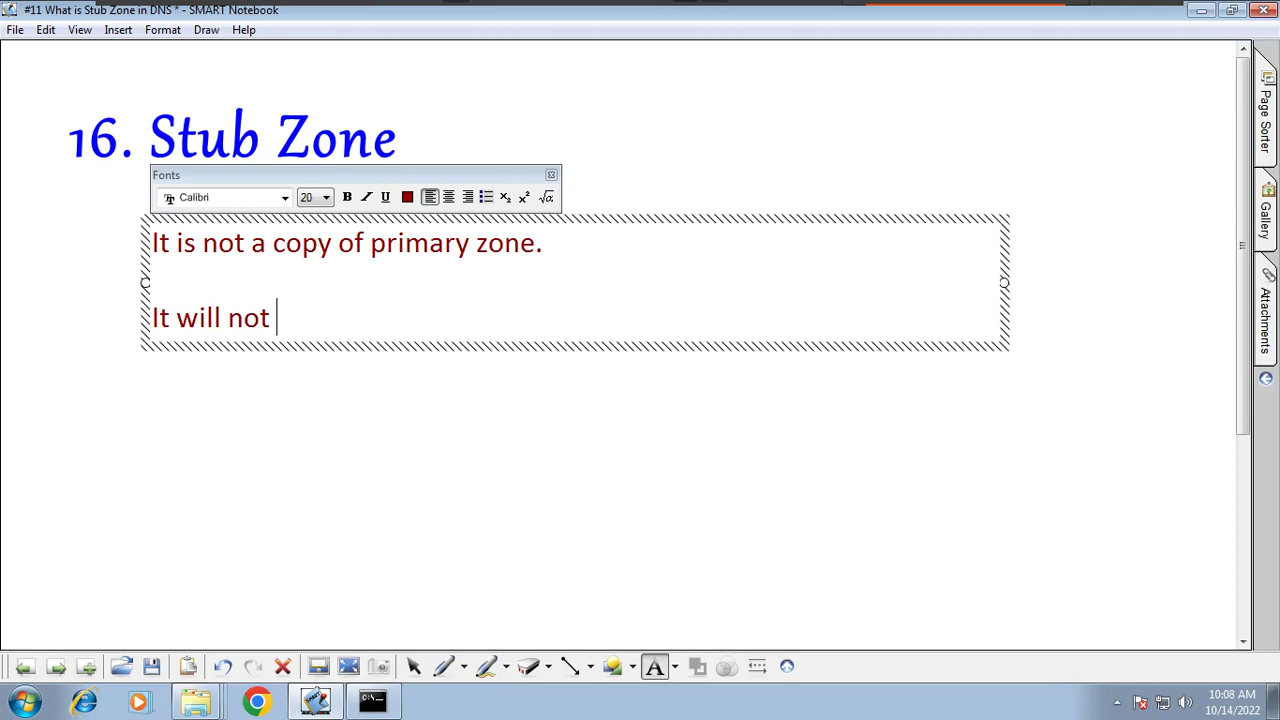 #11 What is Stub Zone in DNS * - SMART Notebook
File Edit View Insert Format Draw Help
16. Stub Zone
Fonts
Calibri 20 B I U
It is not a copy of primary zone.
It will not
Page Sorter
Gallery
Attachments
A
10:08 AM
10/14/2022